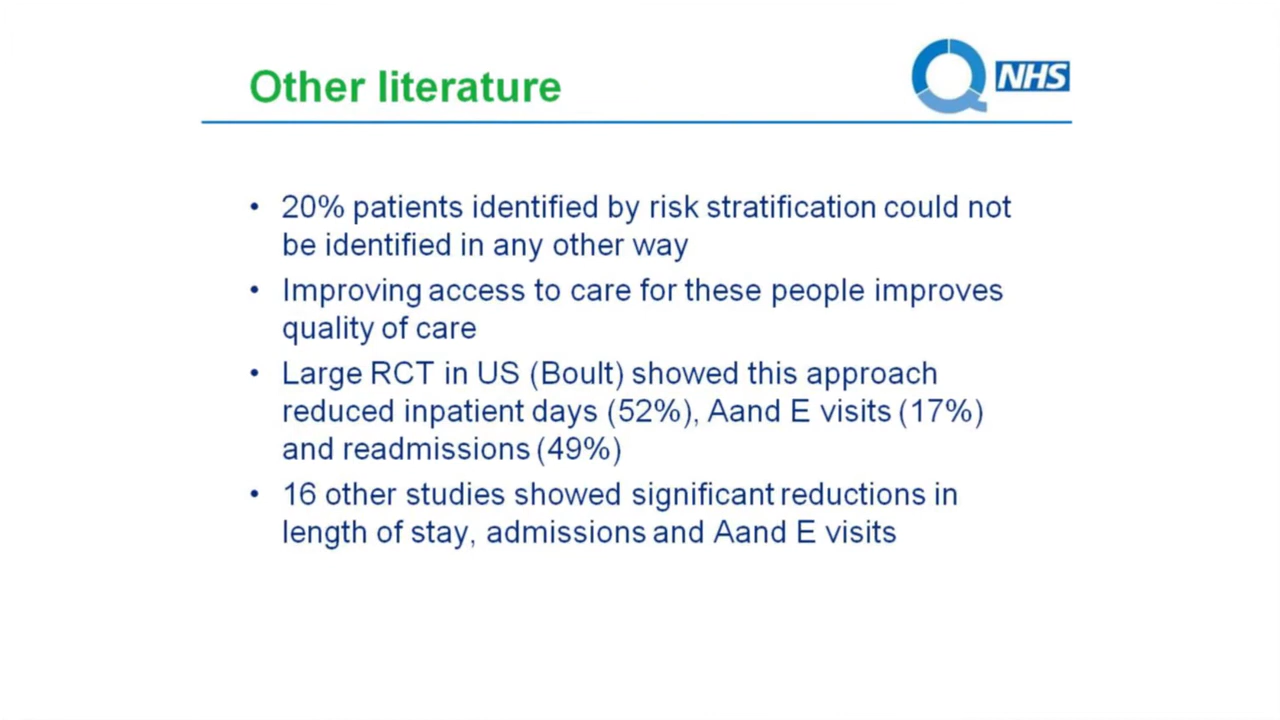 Other literature
NHS
• 20% patients identified by risk stratification could not
be identified in any other way
• Improving access to care for these people improves
quality of care
• Large RCT in US (Boult) showed this approach
reduced inpatient days (52%), Aand E visits (17%)
and readmissions (49%)
• 16 other studies showed significant reductions in
length of stay, admissions and Aand E visits